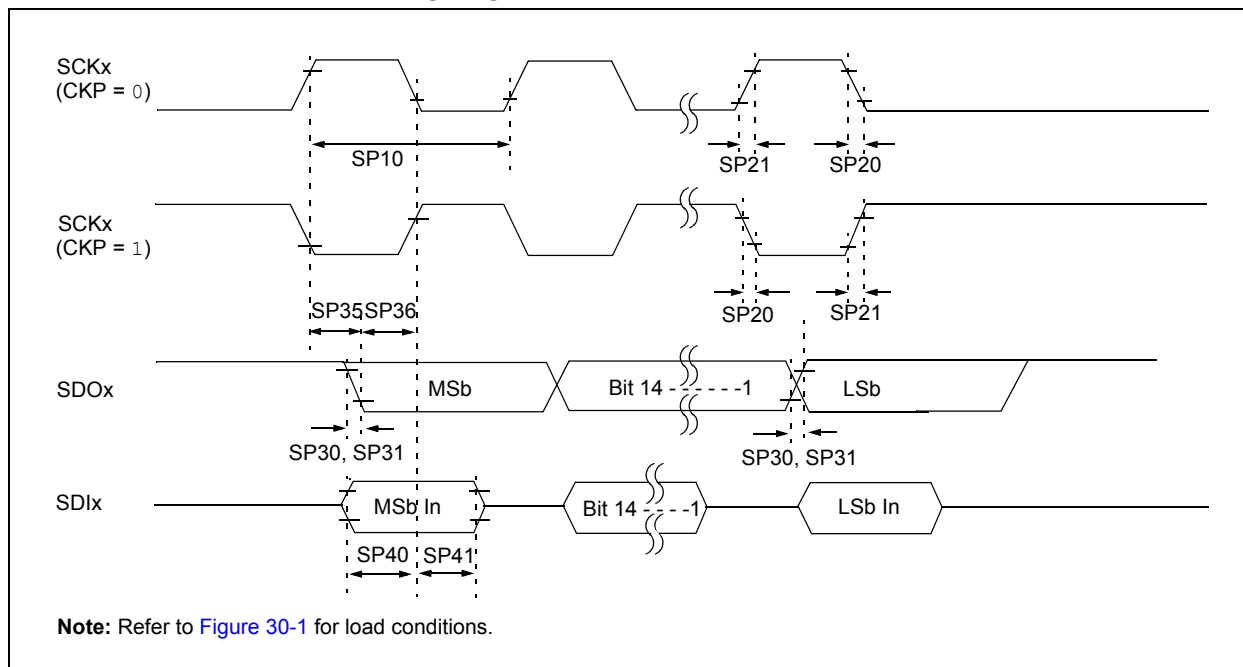 SCKx
(CKP = 0)
SP10
SP21
SP20
SCKx
(CKP = 1)
SP35
SP36
SP20
SP21
SDOx
MSb
Bit 14 - - - - - -1
LSb
SP30, SP31
SP30, SP31
SDIx
MSb In
Bit 14 - - - -1
LSb In
SP40
SP41
Note: Refer to Figure 30-1 for load conditions.